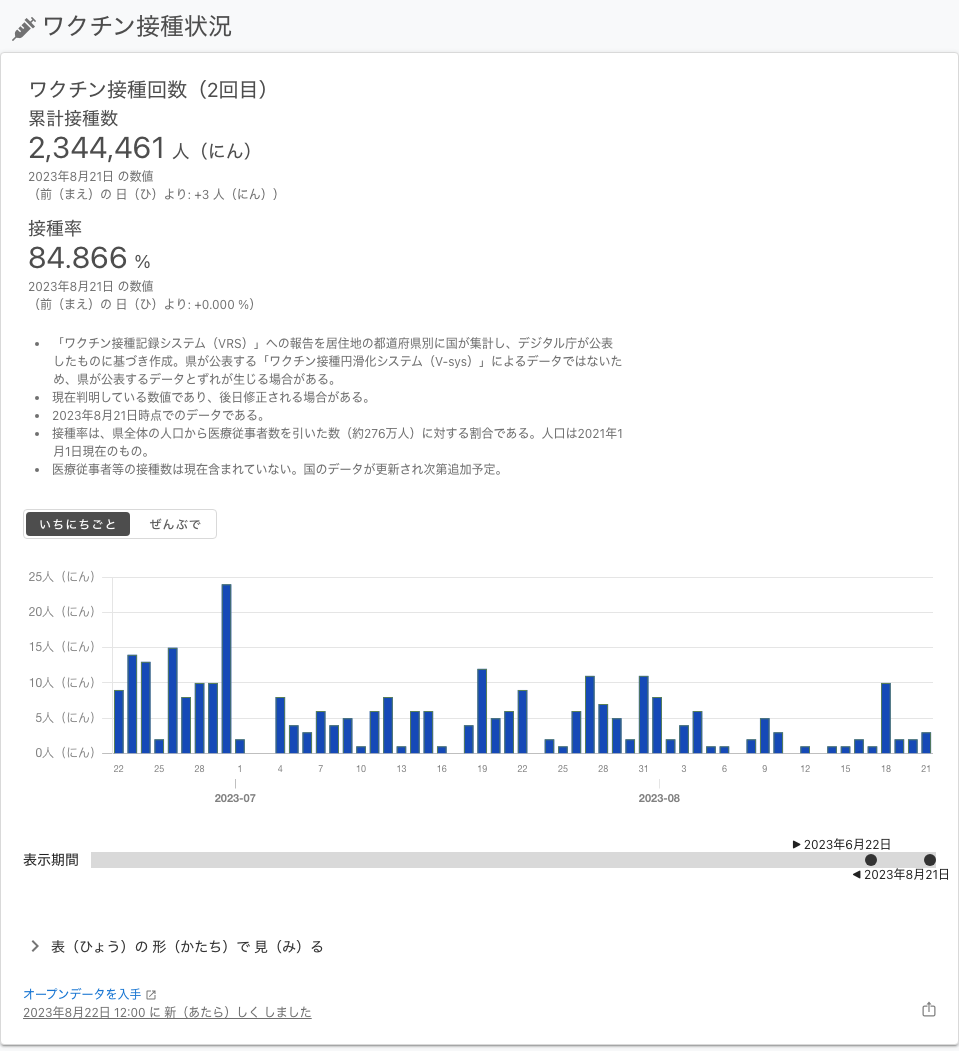 ワクチン接種状況
ワクチン接種回数（2回目）
累計接種数
2,344,461 人（にん）
2023年8月21日 の数値
（前（まえ）の 日（ひ）より: +3 人（にん））
接種率
84.866 %
2023年8月21日 の数値
（前（まえ）の 日（ひ）より: +0.000 %）
• 「ワクチン接種記録システム（VRS）」への報告を居住地の都道府県別に国が集計し、デジタル庁が公表
したものに基づき作成。県が公表する「ワクチン接種円滑化システム（V-sys）」によるデータではないた
め、県が公表するデータとずれが生じる場合がある。
• 現在判明している数値であり、後日修正される場合がある。
• 2023年8月21日時点でのデータである。
• 接種率は、県全体の人口から医療従事者数を引いた数（約276万人）に対する割合である。人口は2021年1
月1日現在のもの。
• 医療従事者等の接種数は現在含まれていない。国のデータが更新され次第追加予定。
いちにちごと ぜんぶで
25人（にん）
20人（にん）
15人（にん）
10人（にん）
5人（にん）
0人（にん）
22 25 28 1 4 7 10 13 16 19 22 25 28 31 3 6 9 12 15 18 21
2023-07 2023-08
▶ 2023年6月22日
表示期間
◀ 2023年8月21日
表（ひょう）の 形（かたち）で 見（み）る
オープンデータを入手
2023年8月22日 12:00 に 新（あたら）しく しました